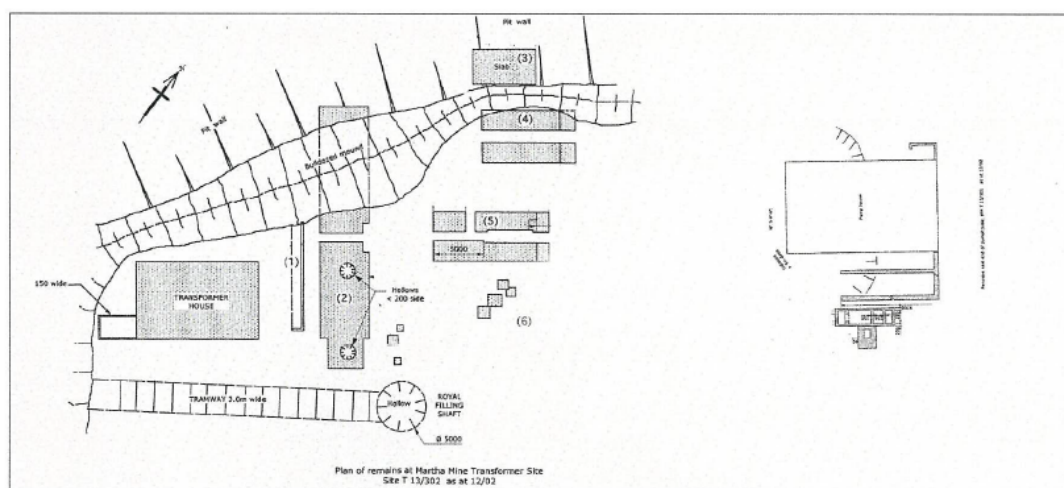 Pit wall
Slab
(3)
N
Pit wall
(4)
Bulldozed mound
(5)
5000
(1)
(2)
Hollows
< 200 side
150 wide
TRANSFORMER
HOUSE
(6)
TRAMWAY 3.0m wide
Hollow
ROYAL
FILLING
SHAFT
Ø 5000
Plan of remains at Martha Mine Transformer Site
Site T 13/302 as at 12/02